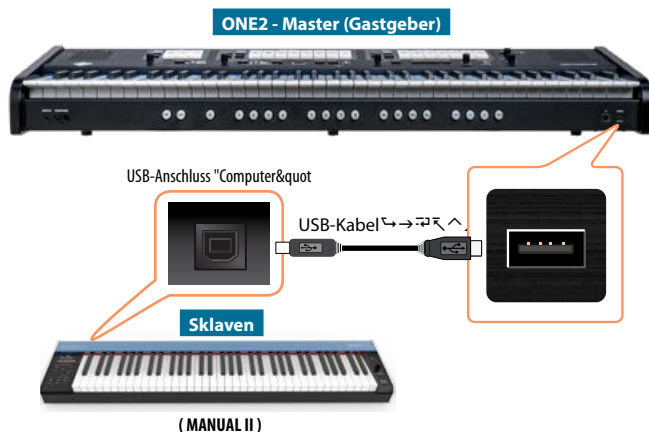 ONE2 - Master (Gastgeber)
USB-Anschluss "Computer&quot
USB-Kabel
Sklaven
( MANUAL II )